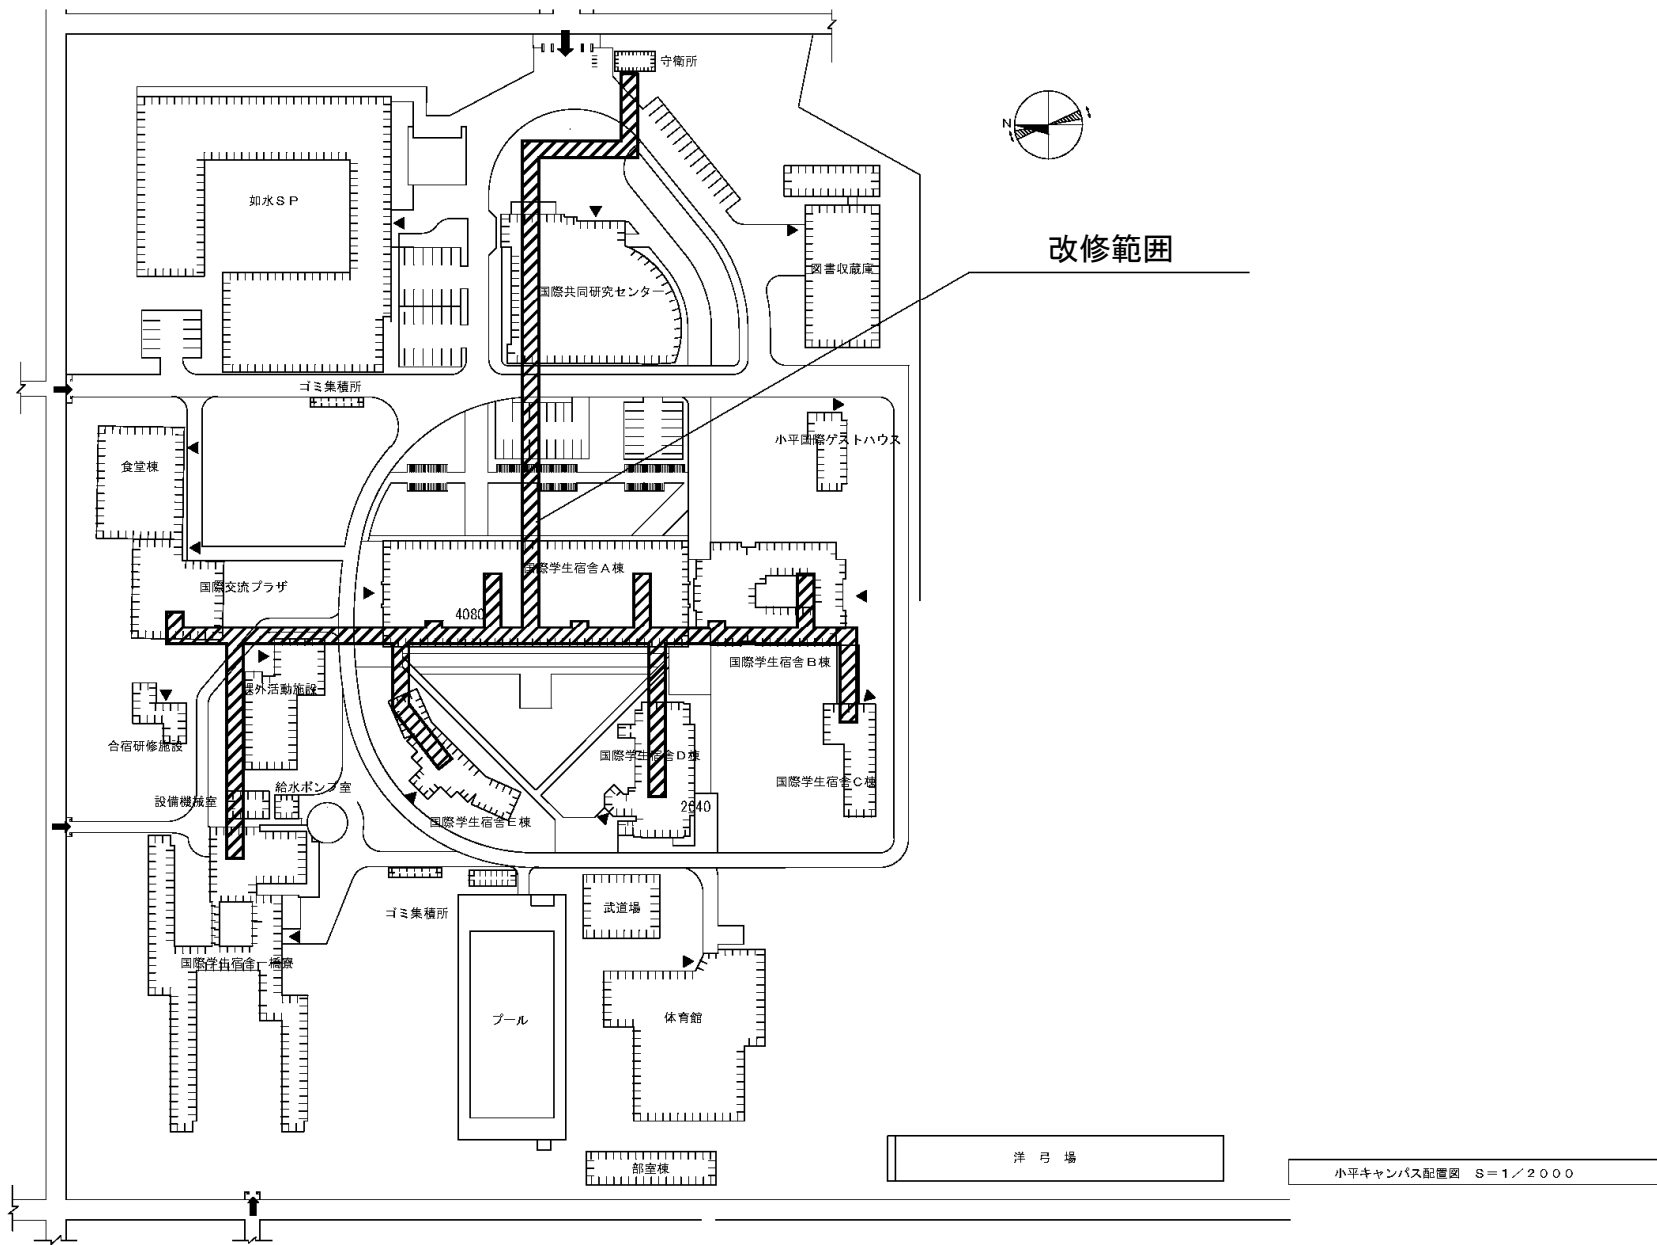 守衛所
N
如水ＳＰ
改修範囲
図書収蔵庫
国際共同研究センター
ゴミ集積所
小平国際ゲストハウス
食堂棟
国際学生宿舎Ａ棟
国際交流プラザ
4080
国際学生宿舎Ｂ棟
課外活動施設
合宿研修施設
国際学生宿舎Ｄ棟
国際学生宿舎Ｃ棟
給水ポンプ室
設備機械室
2640
国際学生宿舎Ｅ棟
武道場
ゴミ集積所
国際学生宿舎一橋寮
プール
体育館
洋弓場
部室棟
小平キャンパス配置図　Ｓ＝１／２０００